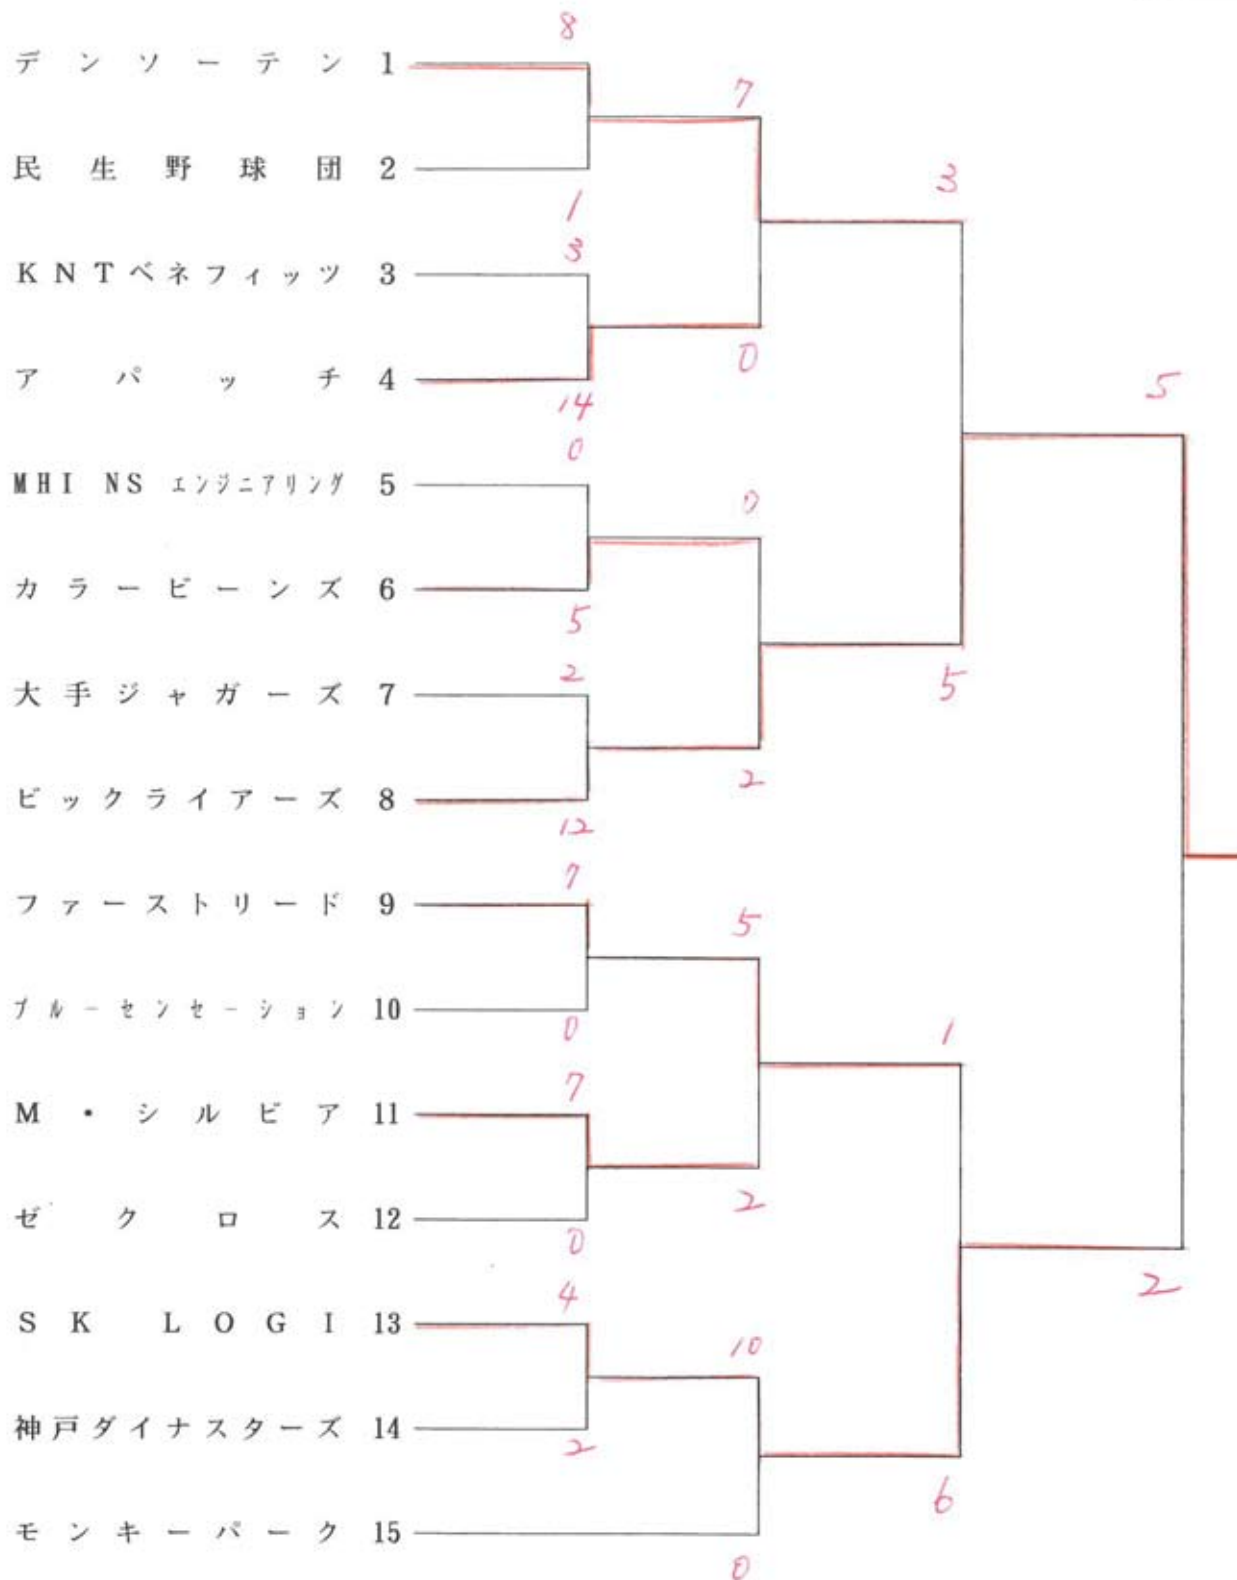 8
デンソーテン 1
7
民生野球団 2
3
1
3
KNTベネフィッツ 3
0
アパッチ 4
5
14
0
MHI NS エンジニアリング 5
0
カラービーンズ 6
5
2
5
大手ジャガーズ 7
2
ビックライアーズ 8
12
7
ファーストリード 9
5
ブルーセンセーション 10
0
1
7
M・シルビア 11
2
ゼクロス 12
0
2
4
SK LOGI 13
10
神戸ダイナスターズ 14
2
6
モンキーパーク 15
0